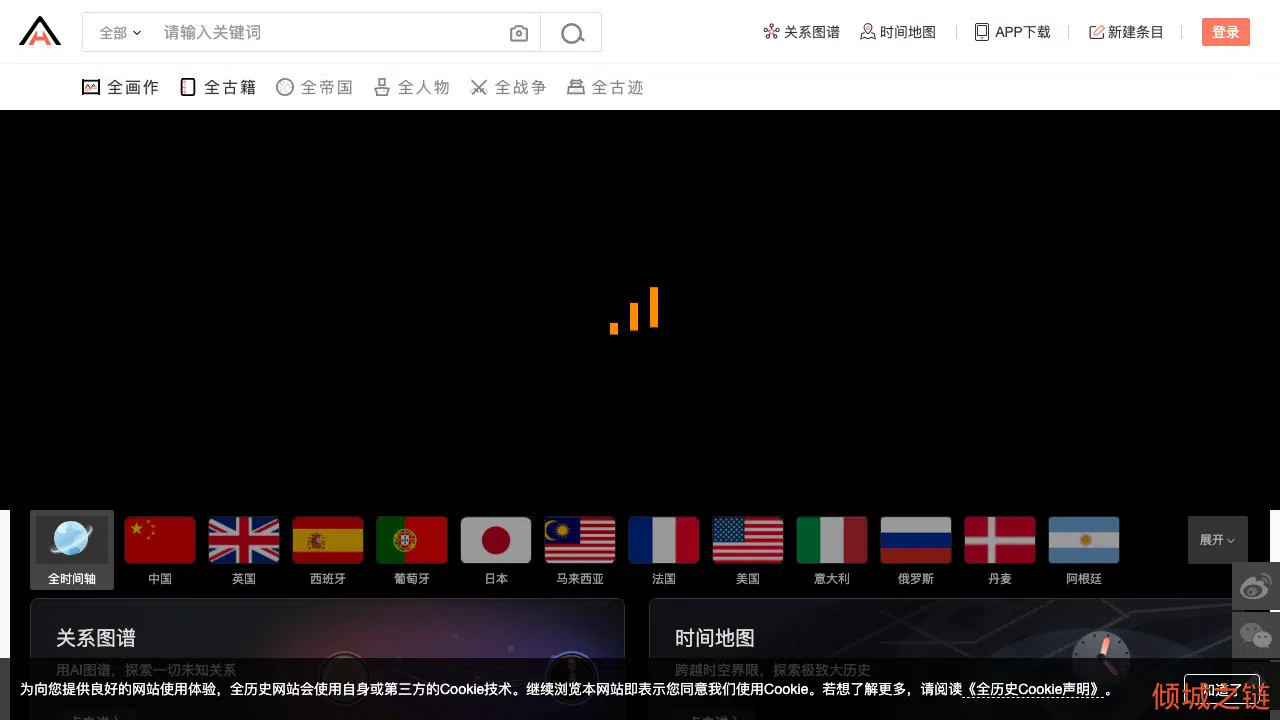 全部
请输入关键词
关系图谱
时间地图
APP下载
新建条目
登录
全画作
全古籍
全帝国
全人物
全战争
全古迹
全时间轴
中国
英国
西班牙
葡萄牙
日本
马来西亚
法国
美国
意大利
俄罗斯
丹麦
阿根廷
展开
关系图谱
用AI图谱，探索一切未知关系
时间地图
跨越时空界限，探索极致大历史
为向您提供良好的网站使用体验，全历史网站会使用自身或第三方的Cookie技术。继续浏览本网站即表示您同意我们使用Cookie。若想了解更多，请阅读《全历史Cookie声明》。
知道了
倾城之链